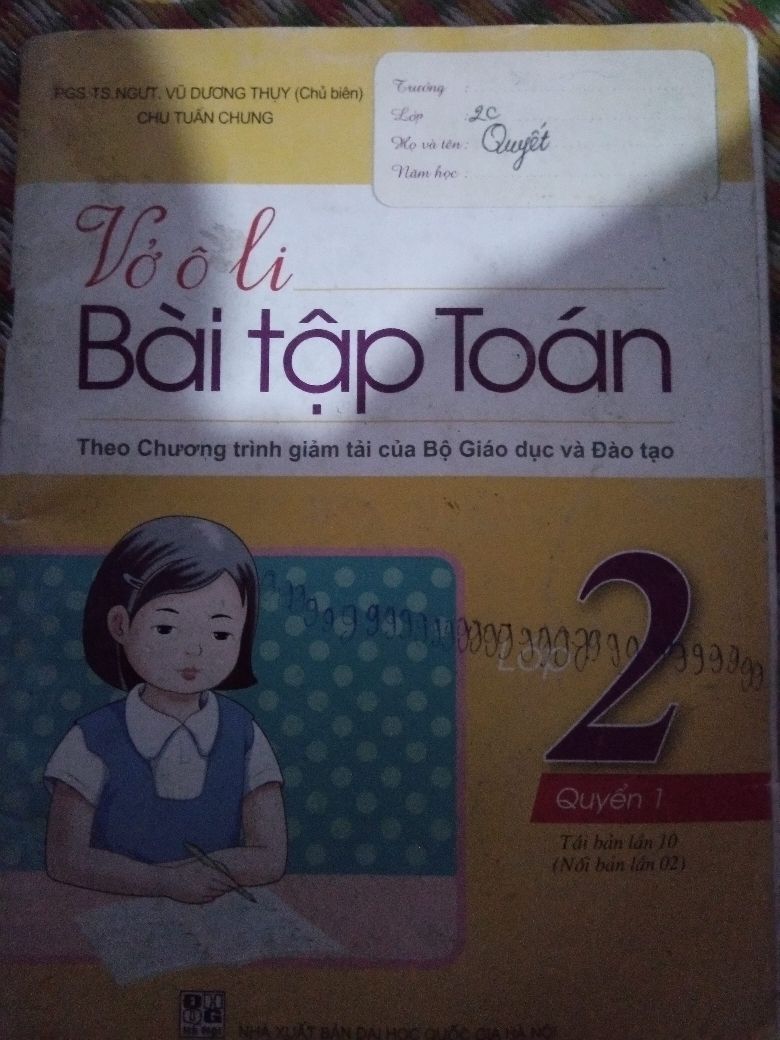 PGS-TS.NGƯT. VŨ DƯƠNG THỤY (Chủ biên)
CHU TUẤN CHUNG
Trường :
Lớp : 2C
Họ và tên : Quyết
Năm học :
Vở ô li
Bài tập Toán
Theo Chương trình giảm tải của Bộ Giáo dục và Đào tạo
Lớp 2
Quyển 1
Tái bản lần 10
(Nối bản lần 02)
NHÀ XUẤT BẢN ĐẠI HỌC QUỐC GIA HÀ NỘI